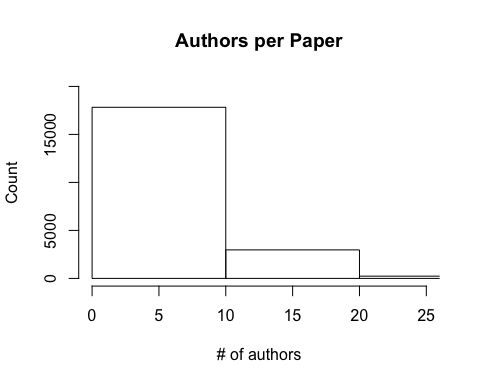 Authors per Paper
Count
15000
5000
0
0 5 10 15 20 25
# of authors